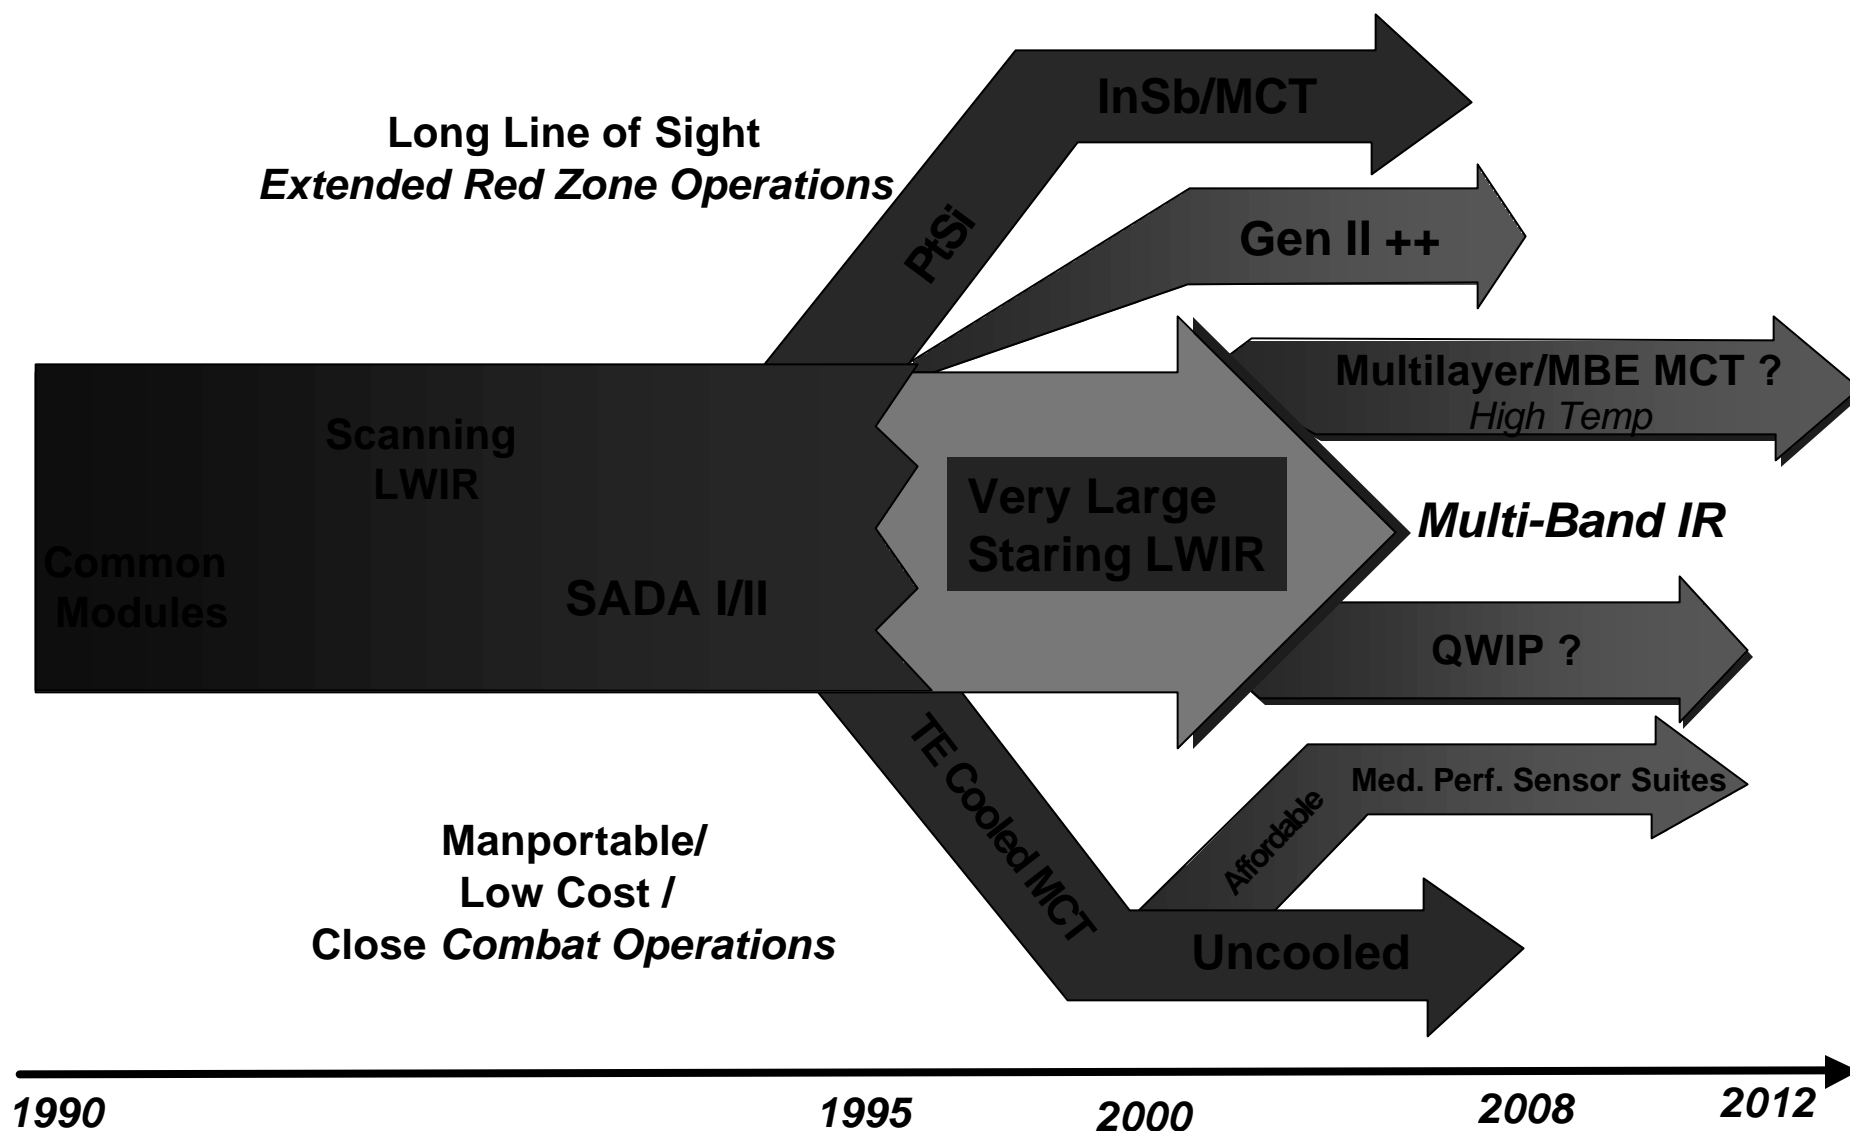 InSb/MCT
Long Line of Sight
Extended Red Zone Operations
PtSi
Gen II ++
Multilayer/MBE MCT ?
High Temp
Scanning
LWIR
Very Large
Staring LWIR
Multi-Band IR
Common
Modules
SADA I/II
QWIP ?
TE Cooled MCT
Med. Perf. Sensor Suites
Affordable
Manportable/
Low Cost /
Close Combat Operations
Uncooled
1990
1995
2000
2008
2012